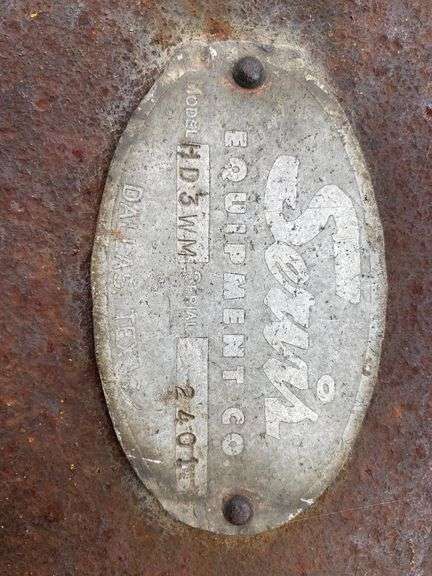 Servis
EQUIPMENT CO.
MODEL HD3WM SERIAL 2401
DALLAS TEXAS